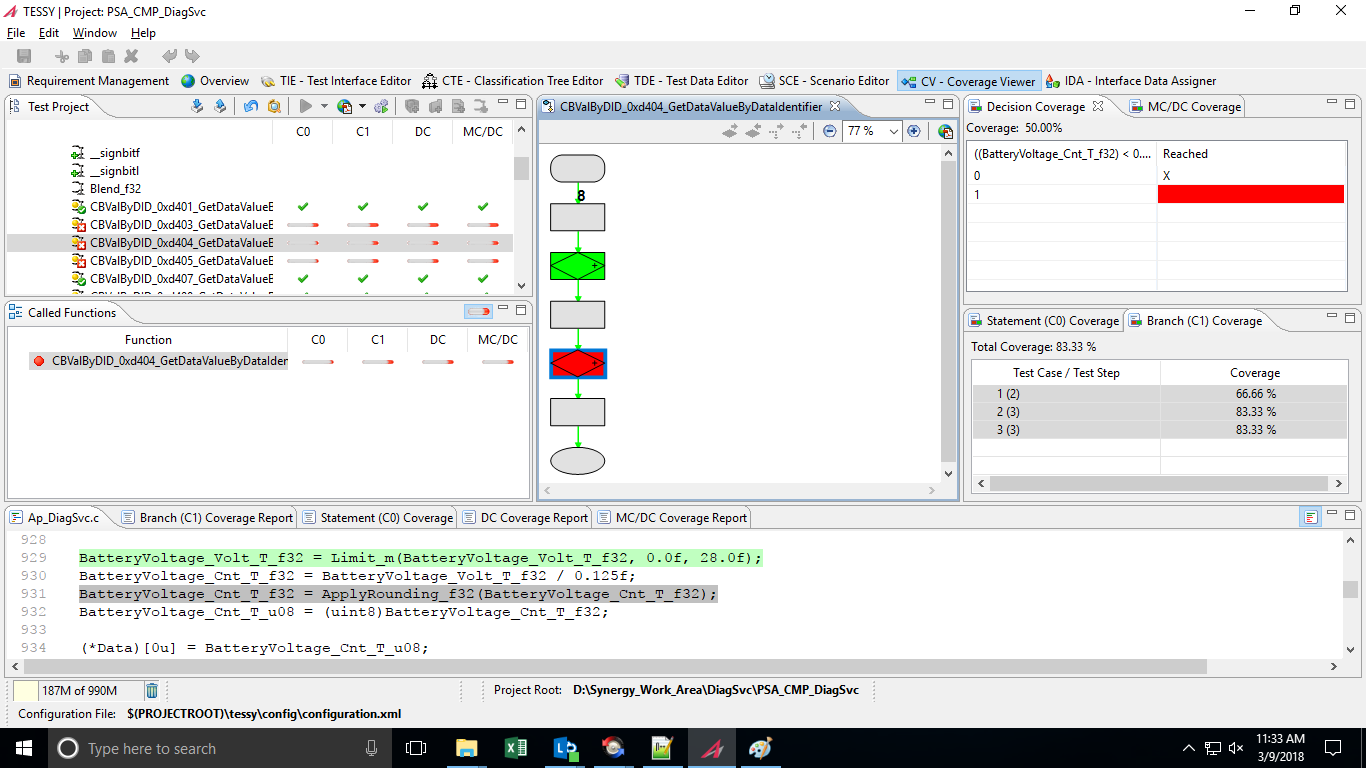 TESSY | Project: PSA_CMP_DiagSvc
File Edit Window Help
Requirement Management Overview TIE - Test Interface Editor CTE - Classification Tree Editor TDE - Test Data Editor SCE - Scenario Editor CV - Coverage Viewer IDA - Interface Data Assigner
Test Project
C0 C1 DC MC/DC
__signbitf
__signbitl
Blend_f32
CBValByDID_0xd401_GetDataValueE
CBValByDID_0xd403_GetDataValueE
CBValByDID_0xd404_GetDataValueE
CBValByDID_0xd405_GetDataValueE
CBValByDID_0xd407_GetDataValueE
Called Functions
Function C0 C1 DC MC/DC
CBValByDID_0xd404_GetDataValueByDataIder
CBValByDID_0xd404_GetDataValueByDataIdentifier
77 %
8
Decision Coverage MC/DC Coverage
Coverage: 50.00%
((BatteryVoltage_Cnt_T_f32) < 0.... Reached
0 X
1
Statement (C0) Coverage Branch (C1) Coverage
Total Coverage: 83.33 %
Test Case / Test Step Coverage
1 (2) 66.66 %
2 (3) 83.33 %
3 (3) 83.33 %
Ap_DiagSvc.c Branch (C1) Coverage Report Statement (C0) Coverage DC Coverage Report MC/DC Coverage Report
928
929 BatteryVoltage_Volt_T_f32 = Limit_m(BatteryVoltage_Volt_T_f32, 0.0f, 28.0f);
930 BatteryVoltage_Cnt_T_f32 = BatteryVoltage_Volt_T_f32 / 0.125f;
931 BatteryVoltage_Cnt_T_f32 = ApplyRounding_f32(BatteryVoltage_Cnt_T_f32);
932 BatteryVoltage_Cnt_T_u08 = (uint8)BatteryVoltage_Cnt_T_f32;
933
934 (*Data)[0u] = BatteryVoltage_Cnt_T_u08;
187M of 990M Project Root: D:\Synergy_Work_Area\DiagSvc\PSA_CMP_DiagSvc
Configuration File: $(PROJECTROOT)\tessy\config\configuration.xml
Type here to search
11:33 AM
3/9/2018